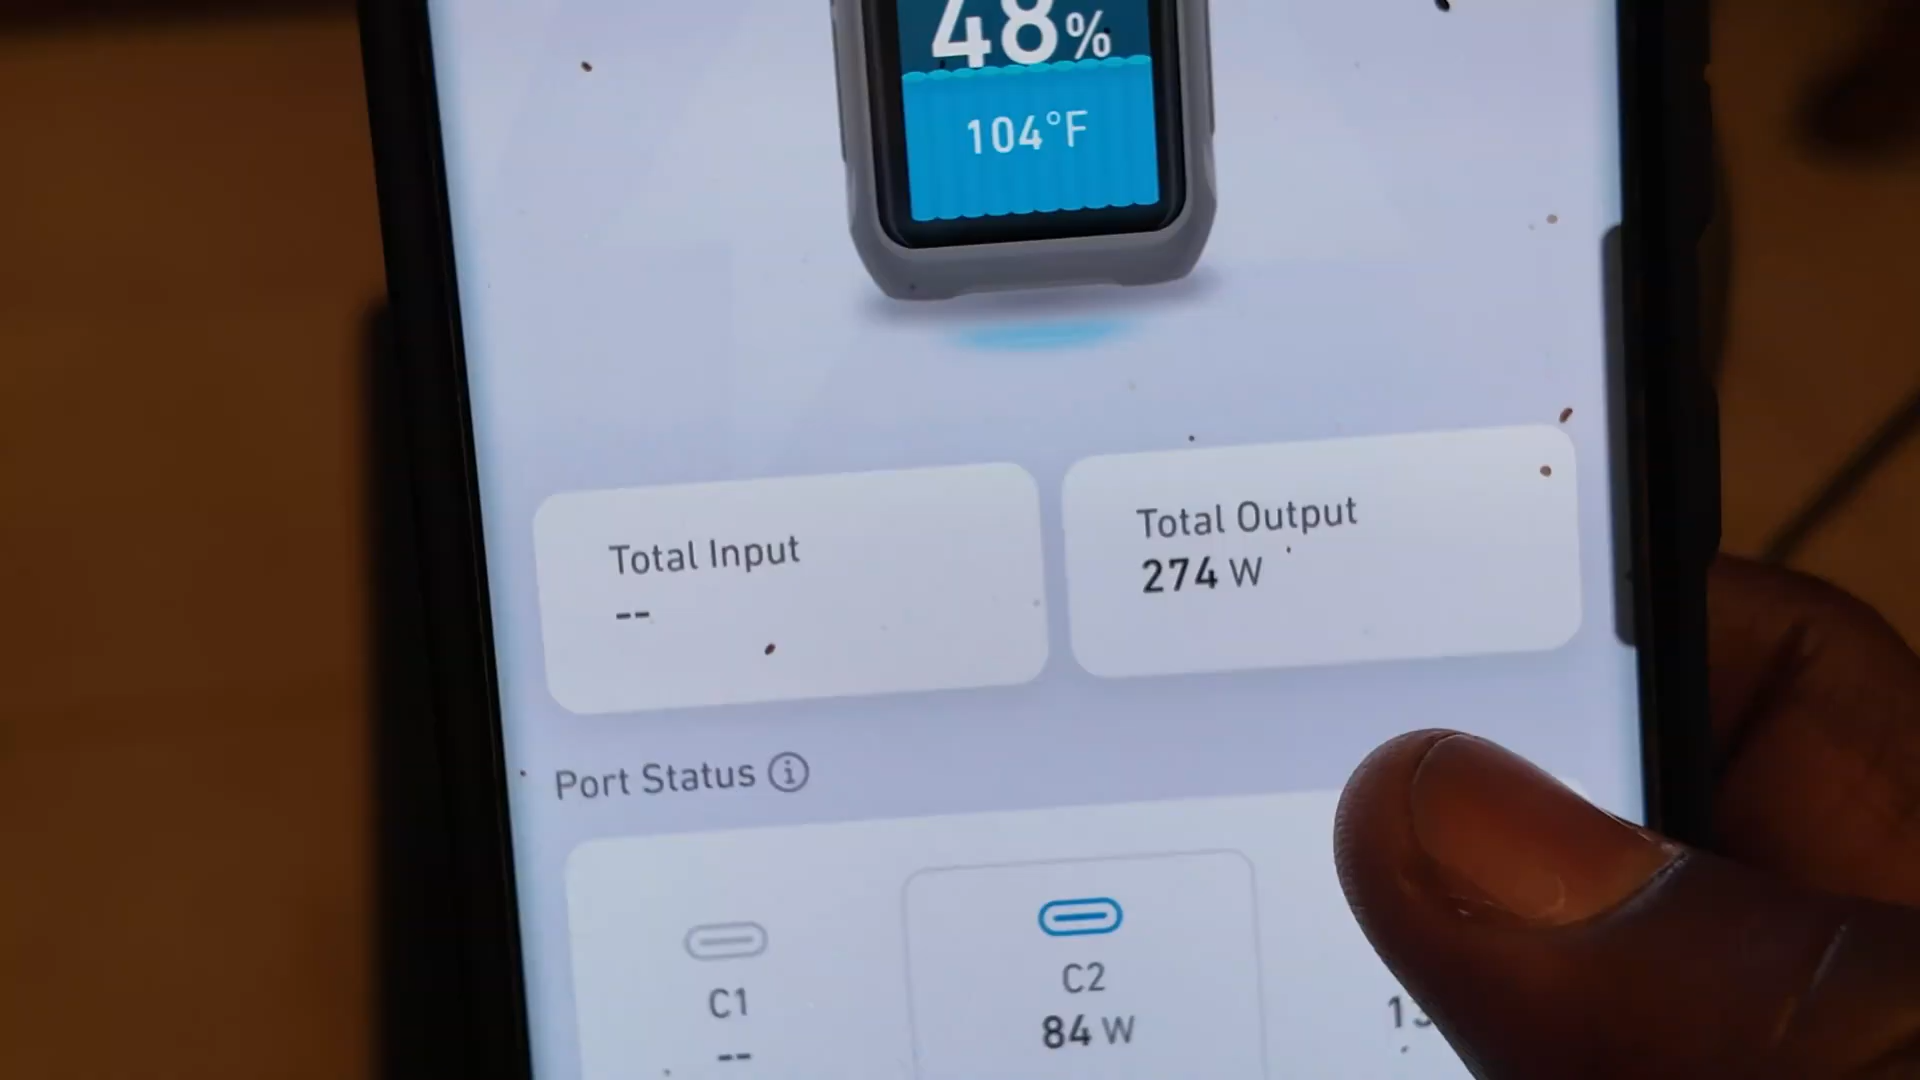 48%
104°F
Total Input
--
Total Output
274 W
Port Status
C1
--
C2
84 W